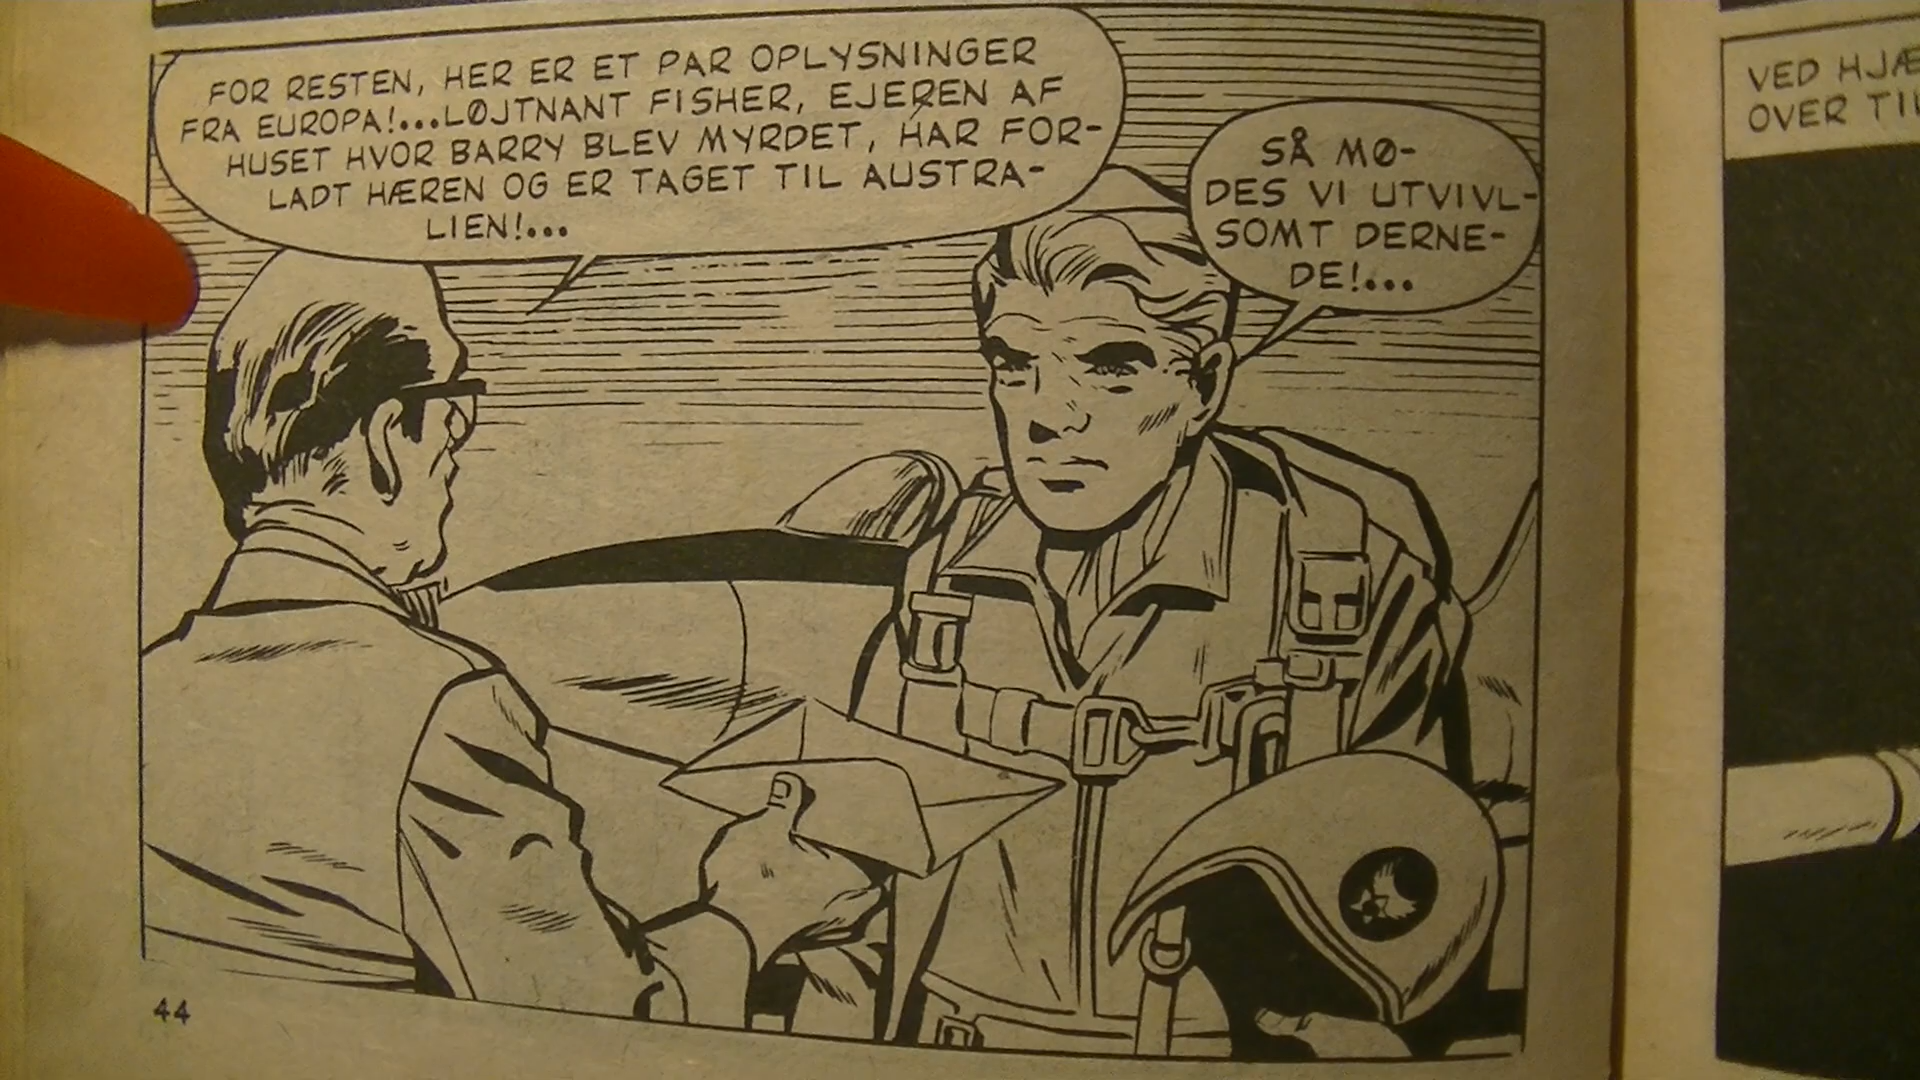 FOR RESTEN, HER ER ET PAR OPLYSNINGER
FRA EUROPA!...LØJTNANT FISHER, EJEREN AF
HUSET HVOR BARRY BLEV MYRDET, HAR FOR-
LADT HÆREN OG ER TAGET TIL AUSTRA-
LIEN!...
SÅ MØ-
DES VI UTVIVL-
SOMT DERNE-
DE!...
44
VED
OVER